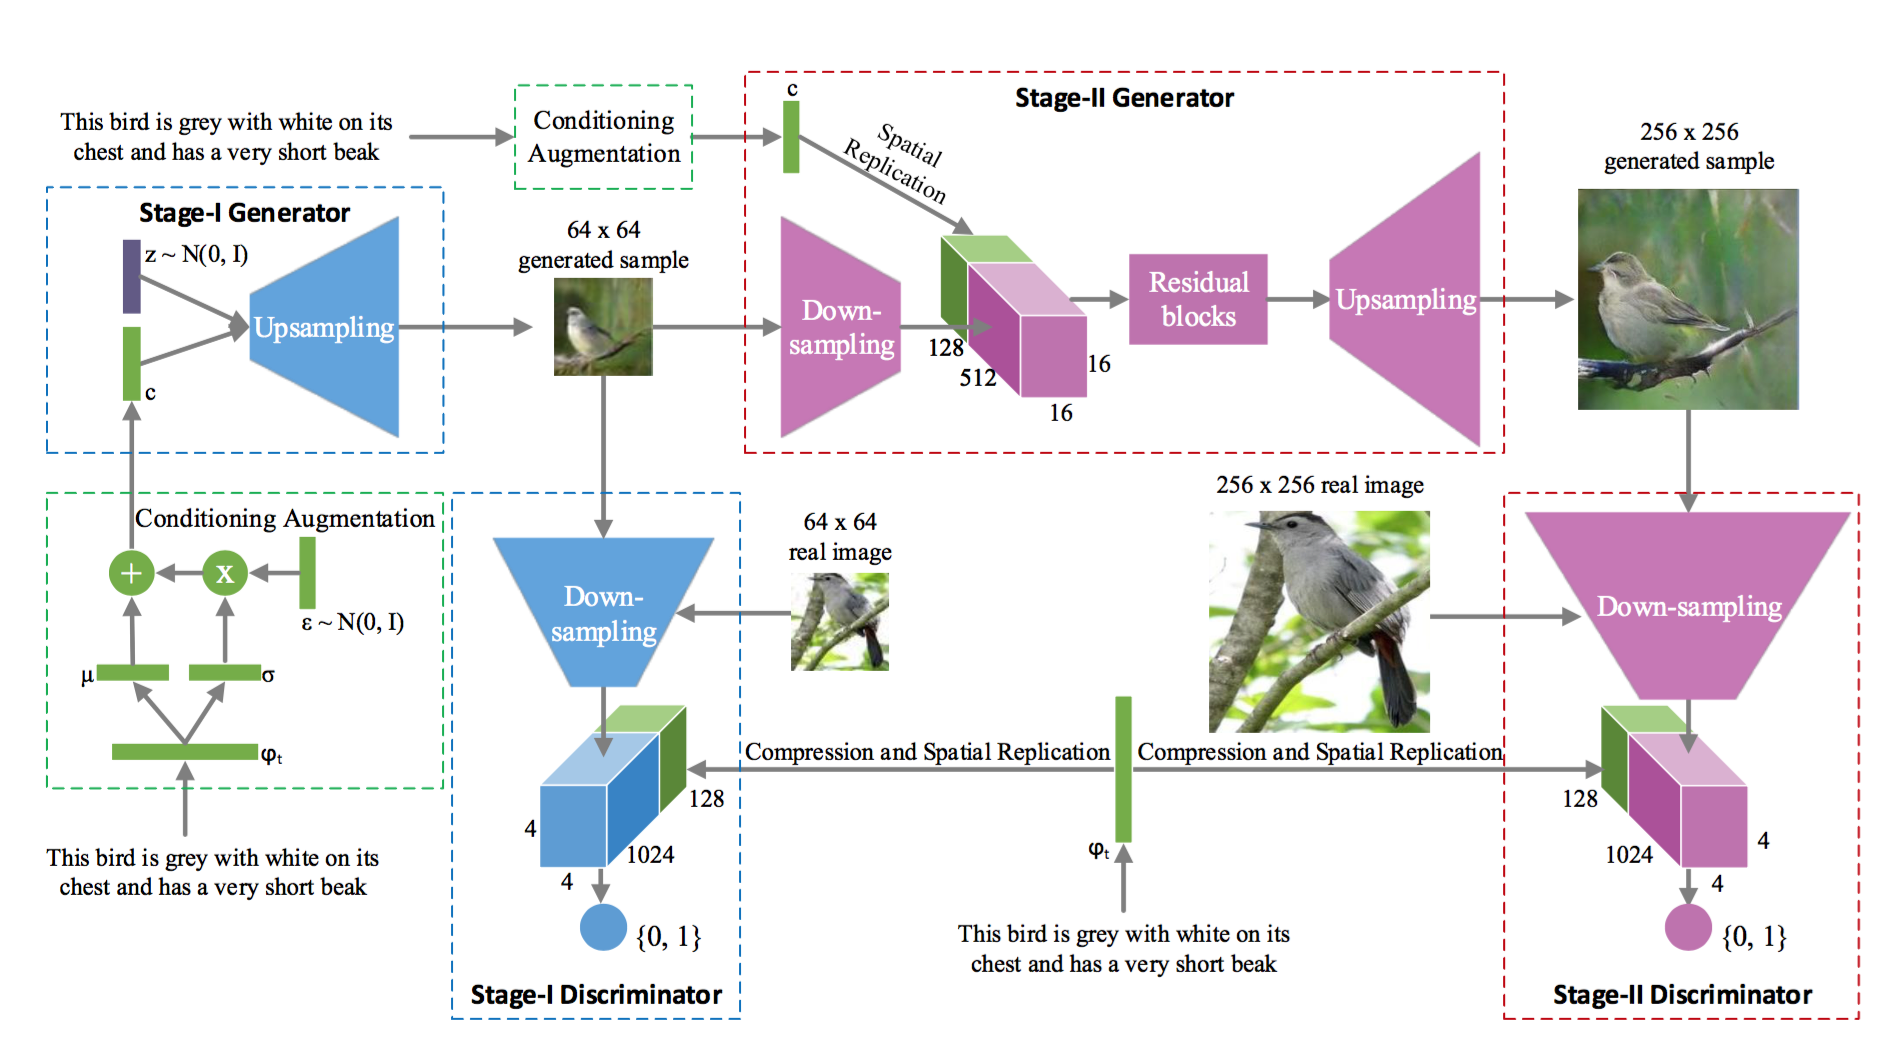 This bird is grey with white on its
chest and has a very short beak
Conditioning
Augmentation
c
Stage-II Generator
Spatial
Replication
256 x 256
generated sample
Stage-I Generator
z ~ N(0, I)
Upsampling
c
64 x 64
generated sample
Down-
sampling
128
512
16
16
Residual
blocks
Upsampling
Conditioning Augmentation
+
x
ε ~ N(0, I)
μ
σ
φt
This bird is grey with white on its
chest and has a very short beak
Down-
sampling
64 x 64
real image
256 x 256 real image
Down-sampling
Compression and Spatial Replication
Compression and Spatial Replication
4
4
1024
128
{0, 1}
Stage-I Discriminator
φt
This bird is grey with white on its
chest and has a very short beak
128
1024
4
4
{0, 1}
Stage-II Discriminator